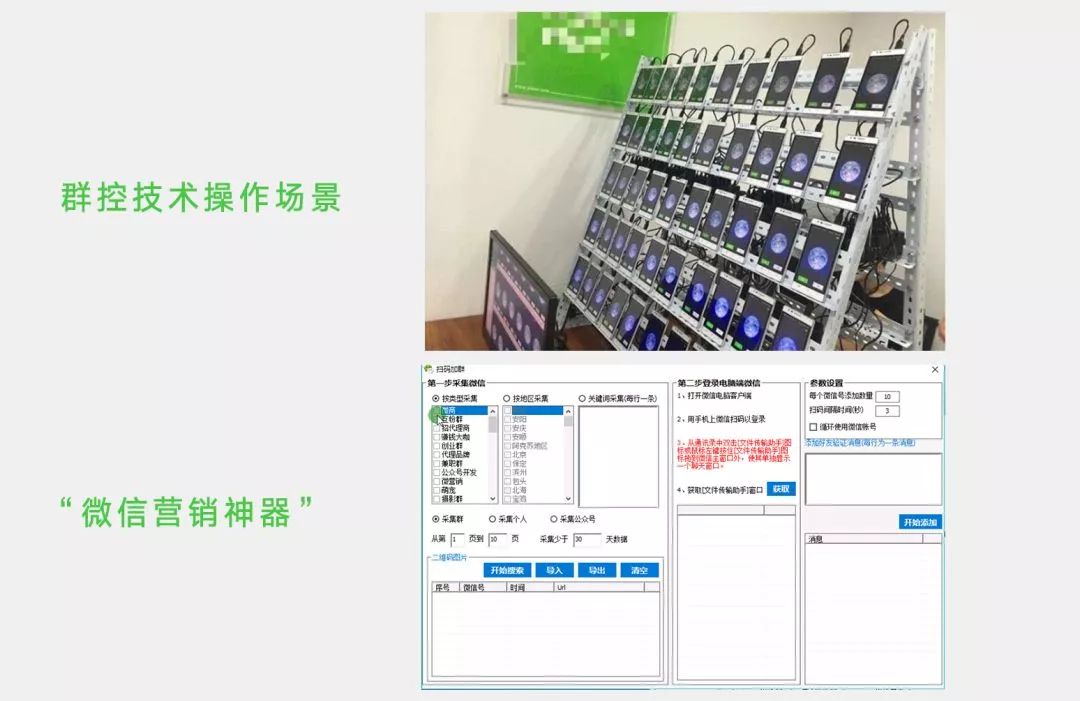 群控技术操作场景
“微信营销神器”
扫码加群
第一步采集微信
按类型采集
按地区采集
关键词采集(每行一条)
微商
互粉群
招代理商
赚钱大咖
创业群
代理品牌
兼职群
公众号开发
微营销
萌宠
摄影群
安阳
安庆
安顺
阿克苏地区
北京
保定
滨州
包头
北海
宝鸡
采集群
采集个人
采集公众号
从第 1 页到 10 页 采集少于 30 天数据
二维码图片
开始搜索 导入 导出 清空
序号 微信号 时间 Url
第二步登录电脑端微信
1、打开微信电脑客户端
2、用手机上微信扫码以登录
3、从通讯录中双击[文件传输助手]图
标或鼠标左键按住[文件传输助手]图
标拖到微信主窗口外，使其单独显示
一个聊天窗口。
4、获取[文件传输助手]窗口 获取
参数设置
每个微信号添加数量 10
扫码间隔时间(秒) 3
循环使用微信帐号
添加好友验证消息(每行为一条消息)
开始添加
消息